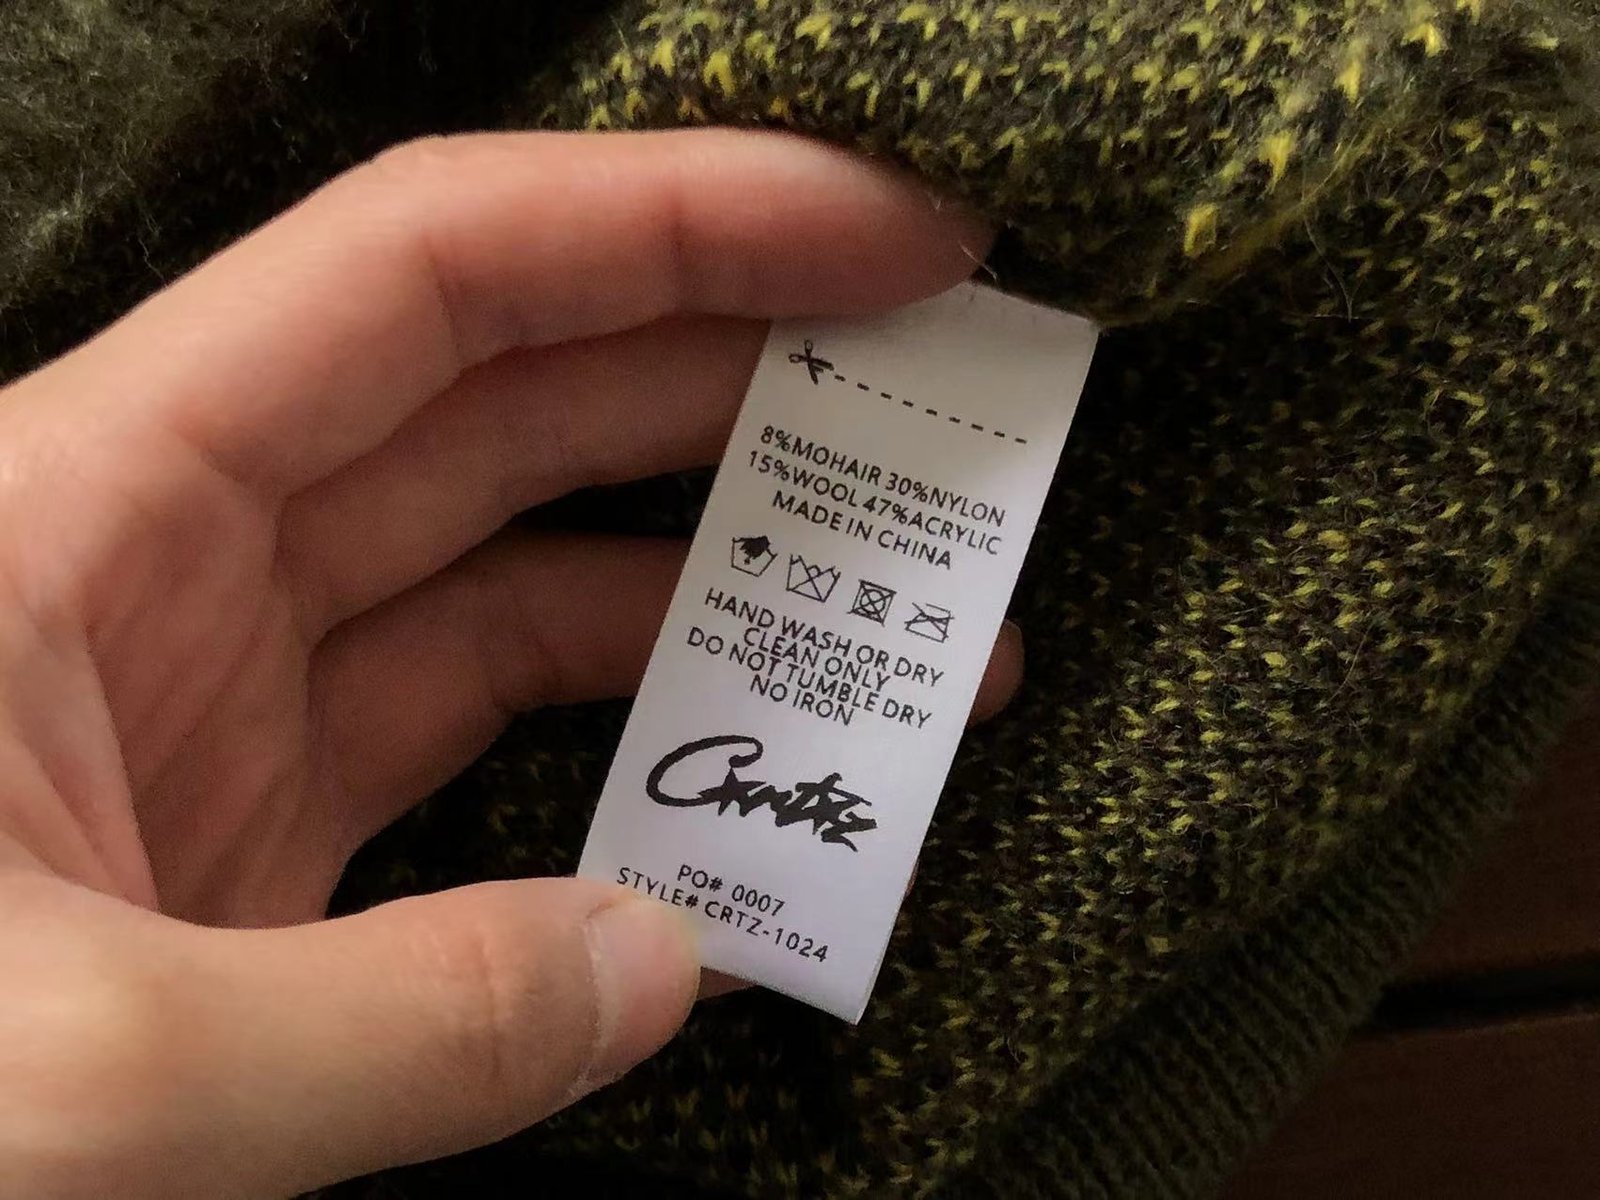 8%MOHAIR 30%NYLON
15%WOOL 47%ACRYLIC
MADE IN CHINA
HAND WASH OR DRY
CLEAN ONLY
DO NOT TUMBLE DRY
NO IRON
Crtz
PO# 0007
STYLE# CRTZ-1024